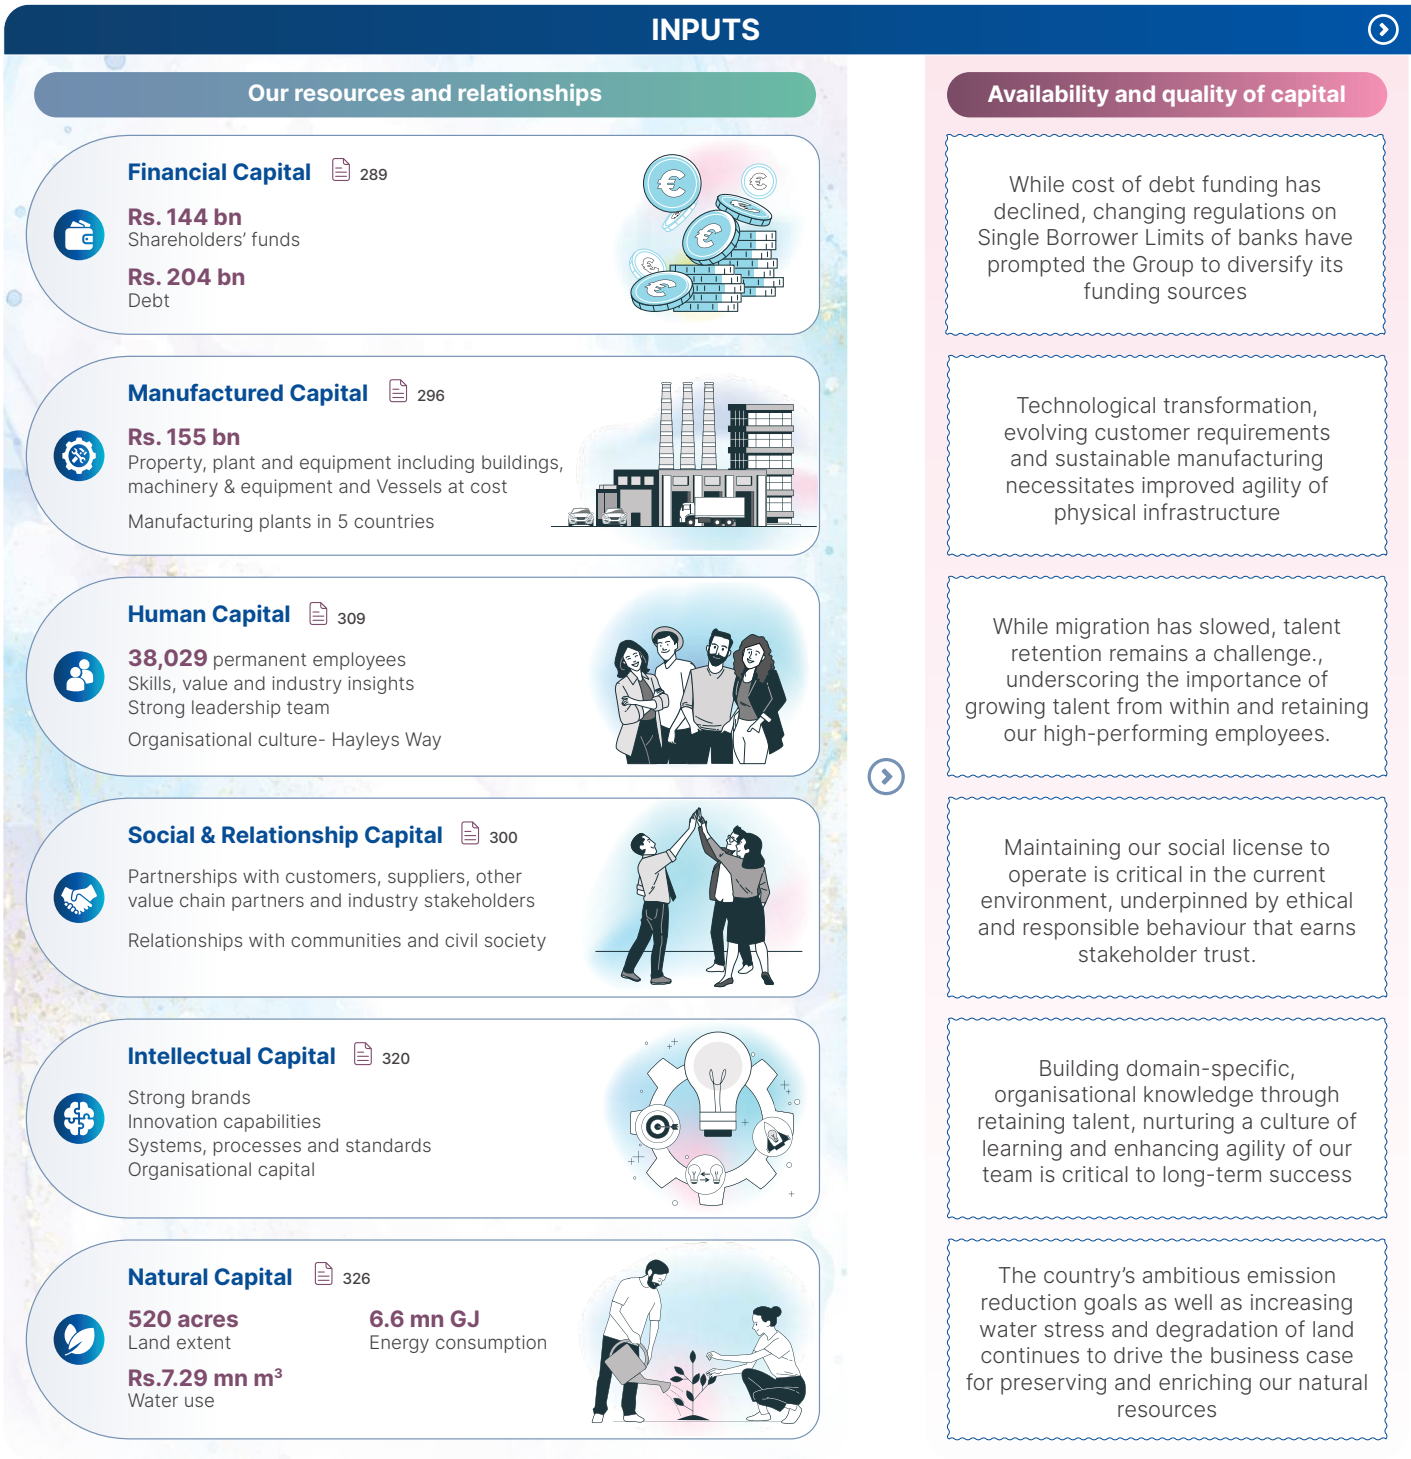 INPUTS
Our resources and relationships
Financial Capital 289
Rs. 144 bn
Shareholders' funds
Rs. 204 bn
Debt
Manufactured Capital 296
Rs. 155 bn
Property, plant and equipment including buildings,
machinery & equipment and Vessels at cost
Manufacturing plants in 5 countries
Human Capital 309
38,029 permanent employees
Skills, value and industry insights
Strong leadership team
Organisational culture- Hayleys Way
Social & Relationship Capital 300
Partnerships with customers, suppliers, other
value chain partners and industry stakeholders
Relationships with communities and civil society
Intellectual Capital 320
Strong brands
Innovation capabilities
Systems, processes and standards
Organisational capital
Natural Capital 326
520 acres
Land extent
6.6 mn GJ
Energy consumption
Rs.7.29 mn m³
Water use
Availability and quality of capital
While cost of debt funding has
declined, changing regulations on
Single Borrower Limits of banks have
prompted the Group to diversify its
funding sources
Technological transformation,
evolving customer requirements
and sustainable manufacturing
necessitates improved agility of
physical infrastructure
While migration has slowed, talent
retention remains a challenge.,
underscoring the importance of
growing talent from within and retaining
our high-performing employees.
Maintaining our social license to
operate is critical in the current
environment, underpinned by ethical
and responsible behaviour that earns
stakeholder trust.
Building domain-specific,
organisational knowledge through
retaining talent, nurturing a culture of
learning and enhancing agility of our
team is critical to long-term success
The country's ambitious emission
reduction goals as well as increasing
water stress and degradation of land
continues to drive the business case
for preserving and enriching our natural
resources